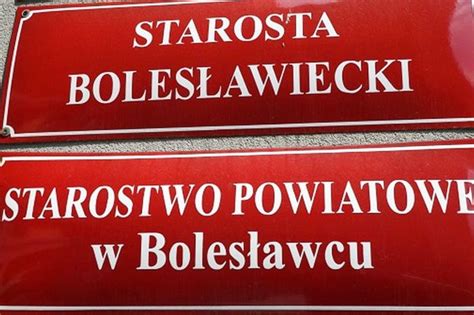 STAROSTA
BOLESŁAWIECKI
STAROSTWO POWIATOWE
w Bolesławcu